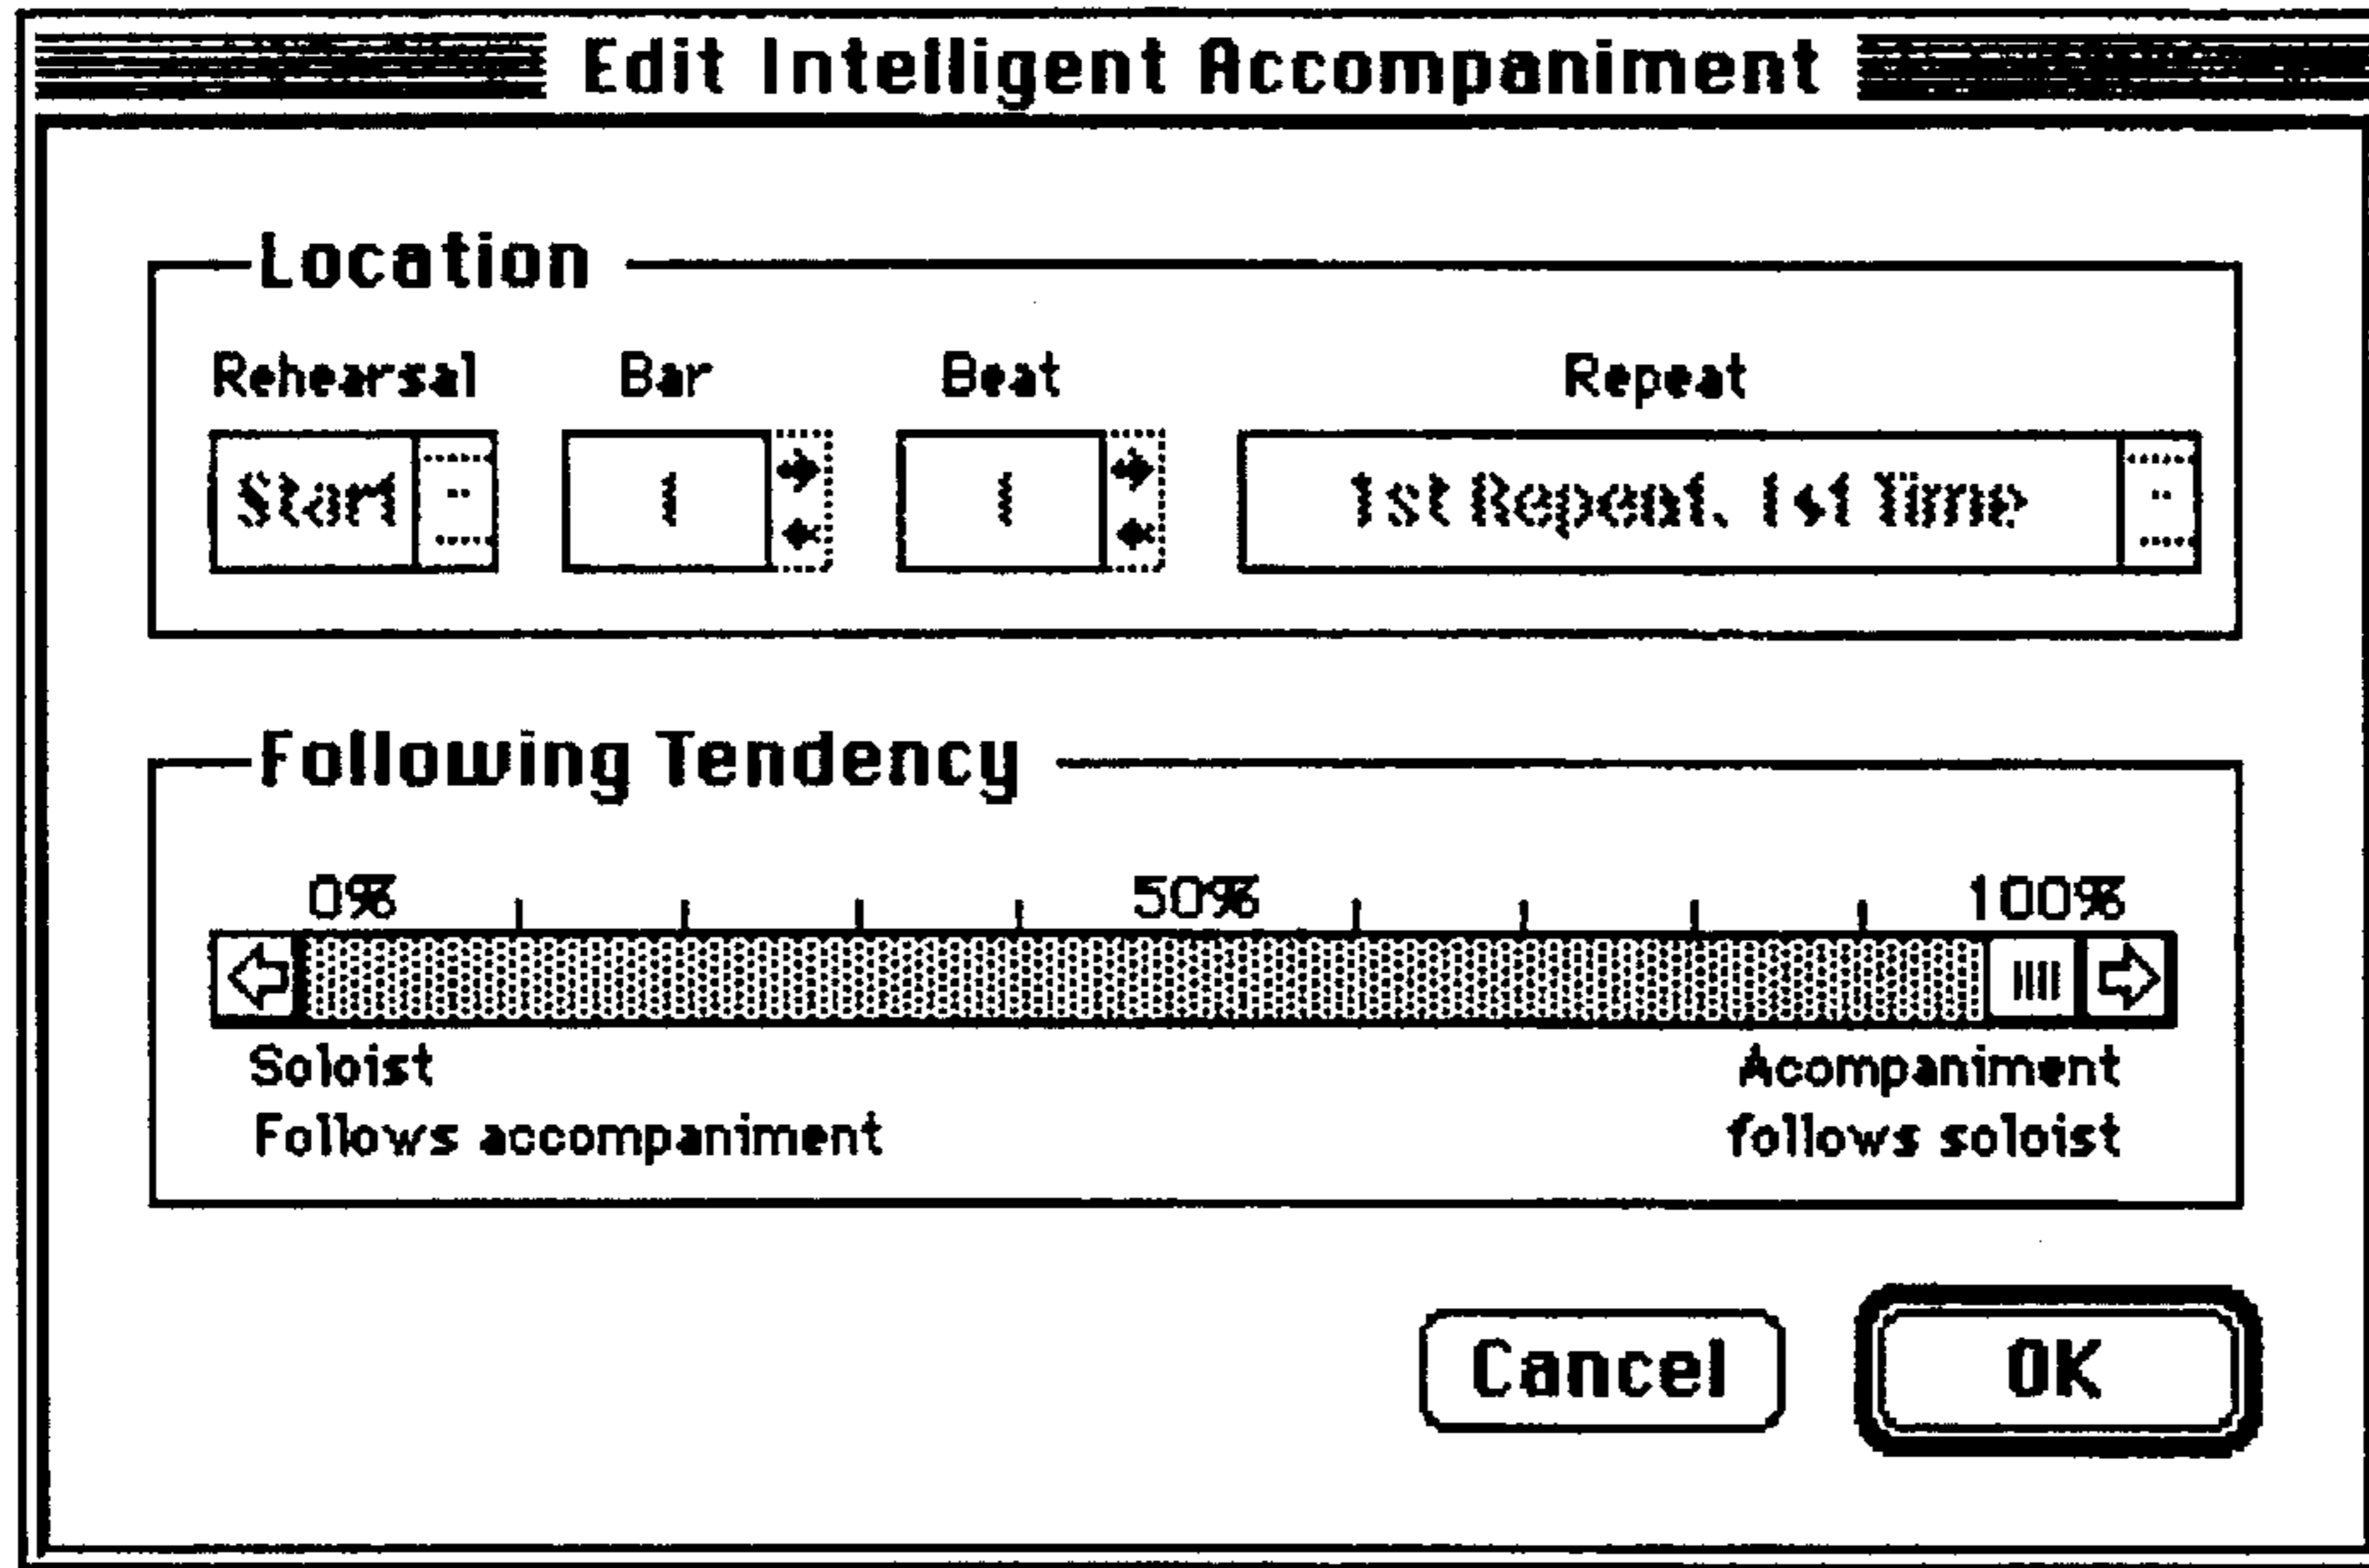 Edit Intelligent Accompaniment
Location
Rehearsal Bar Beat Repeat
Start 1 1 1st Repeat, 1st Time
Following Tendency
0% 50% 100%
Soloist Acompaniment
Follows accompaniment follows soloist
Cancel OK